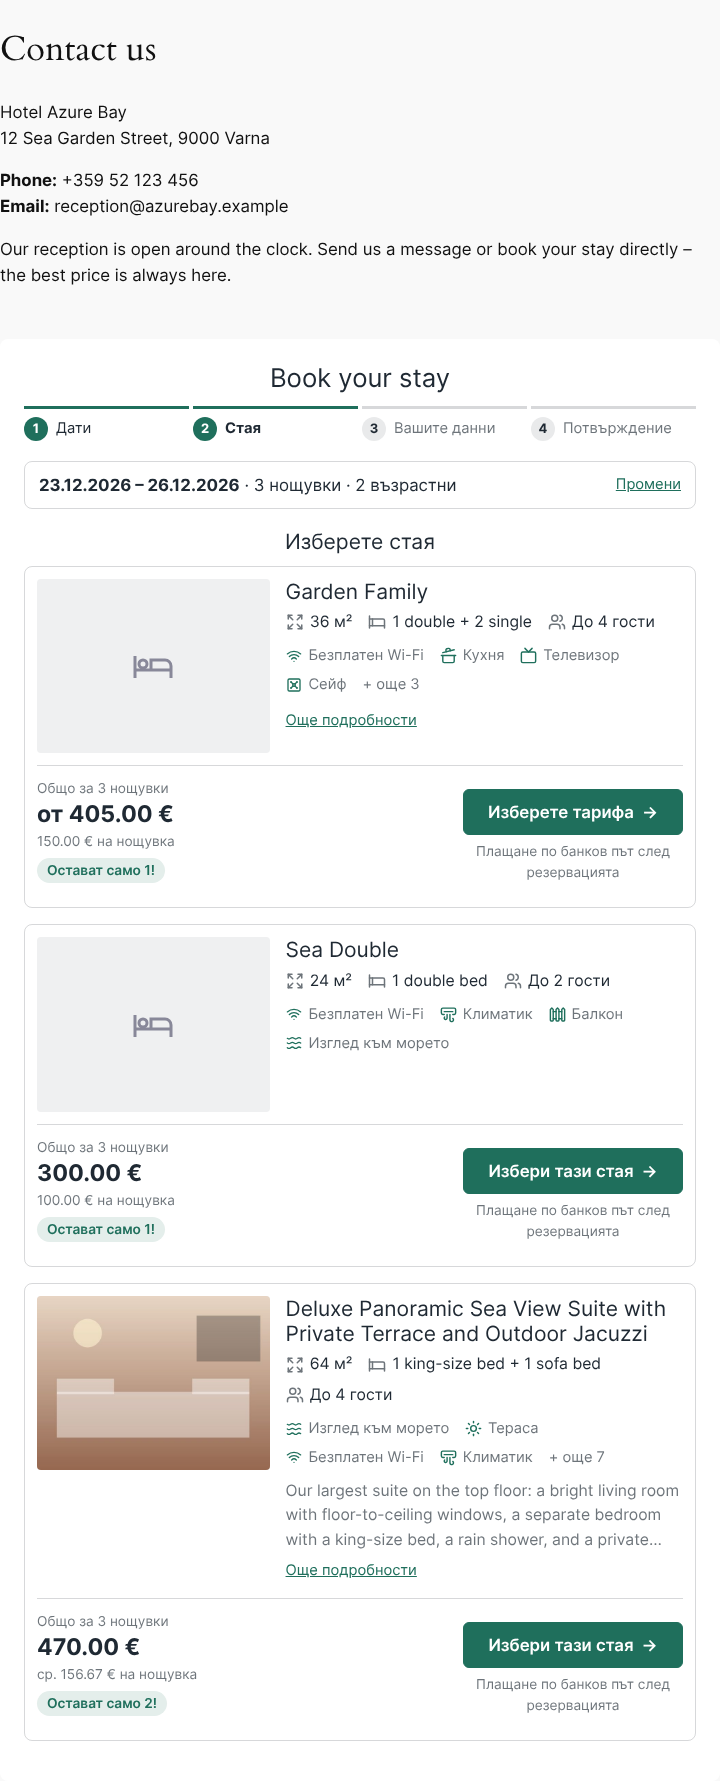 Contact us
Hotel Azure Bay
12 Sea Garden Street, 9000 Varna
Phone: +359 52 123 456
Email: reception@azurebay.example
Our reception is open around the clock. Send us a message or book your stay directly –
the best price is always here.
Book your stay
1 Дати
2 Стая
3 Вашите данни
4 Потвърждение
23.12.2026 – 26.12.2026 · 3 нощувки · 2 възрастни
Промени
Изберете стая
Garden Family
36 м² 1 double + 2 single До 4 гости
Безплатен Wi-Fi Кухня Телевизор
Сейф + още 3
Още подробности
Общо за 3 нощувки
от 405.00 €
150.00 € на нощувка
Остават само 1!
Изберете тарифа →
Плащане по банков път след
резервацията
Sea Double
24 м² 1 double bed До 2 гости
Безплатен Wi-Fi Климатик Балкон
Изглед към морето
Общо за 3 нощувки
300.00 €
100.00 € на нощувка
Остават само 1!
Избери тази стая →
Плащане по банков път след
резервацията
Deluxe Panoramic Sea View Suite with
Private Terrace and Outdoor Jacuzzi
64 м² 1 king-size bed + 1 sofa bed
До 4 гости
Изглед към морето Тераса
Безплатен Wi-Fi Климатик + още 7
Our largest suite on the top floor: a bright living room
with floor-to-ceiling windows, a separate bedroom
with a king-size bed, a rain shower, and a private...
Още подробности
Общо за 3 нощувки
470.00 €
ср. 156.67 € на нощувка
Остават само 2!
Избери тази стая →
Плащане по банков път след
резервацията